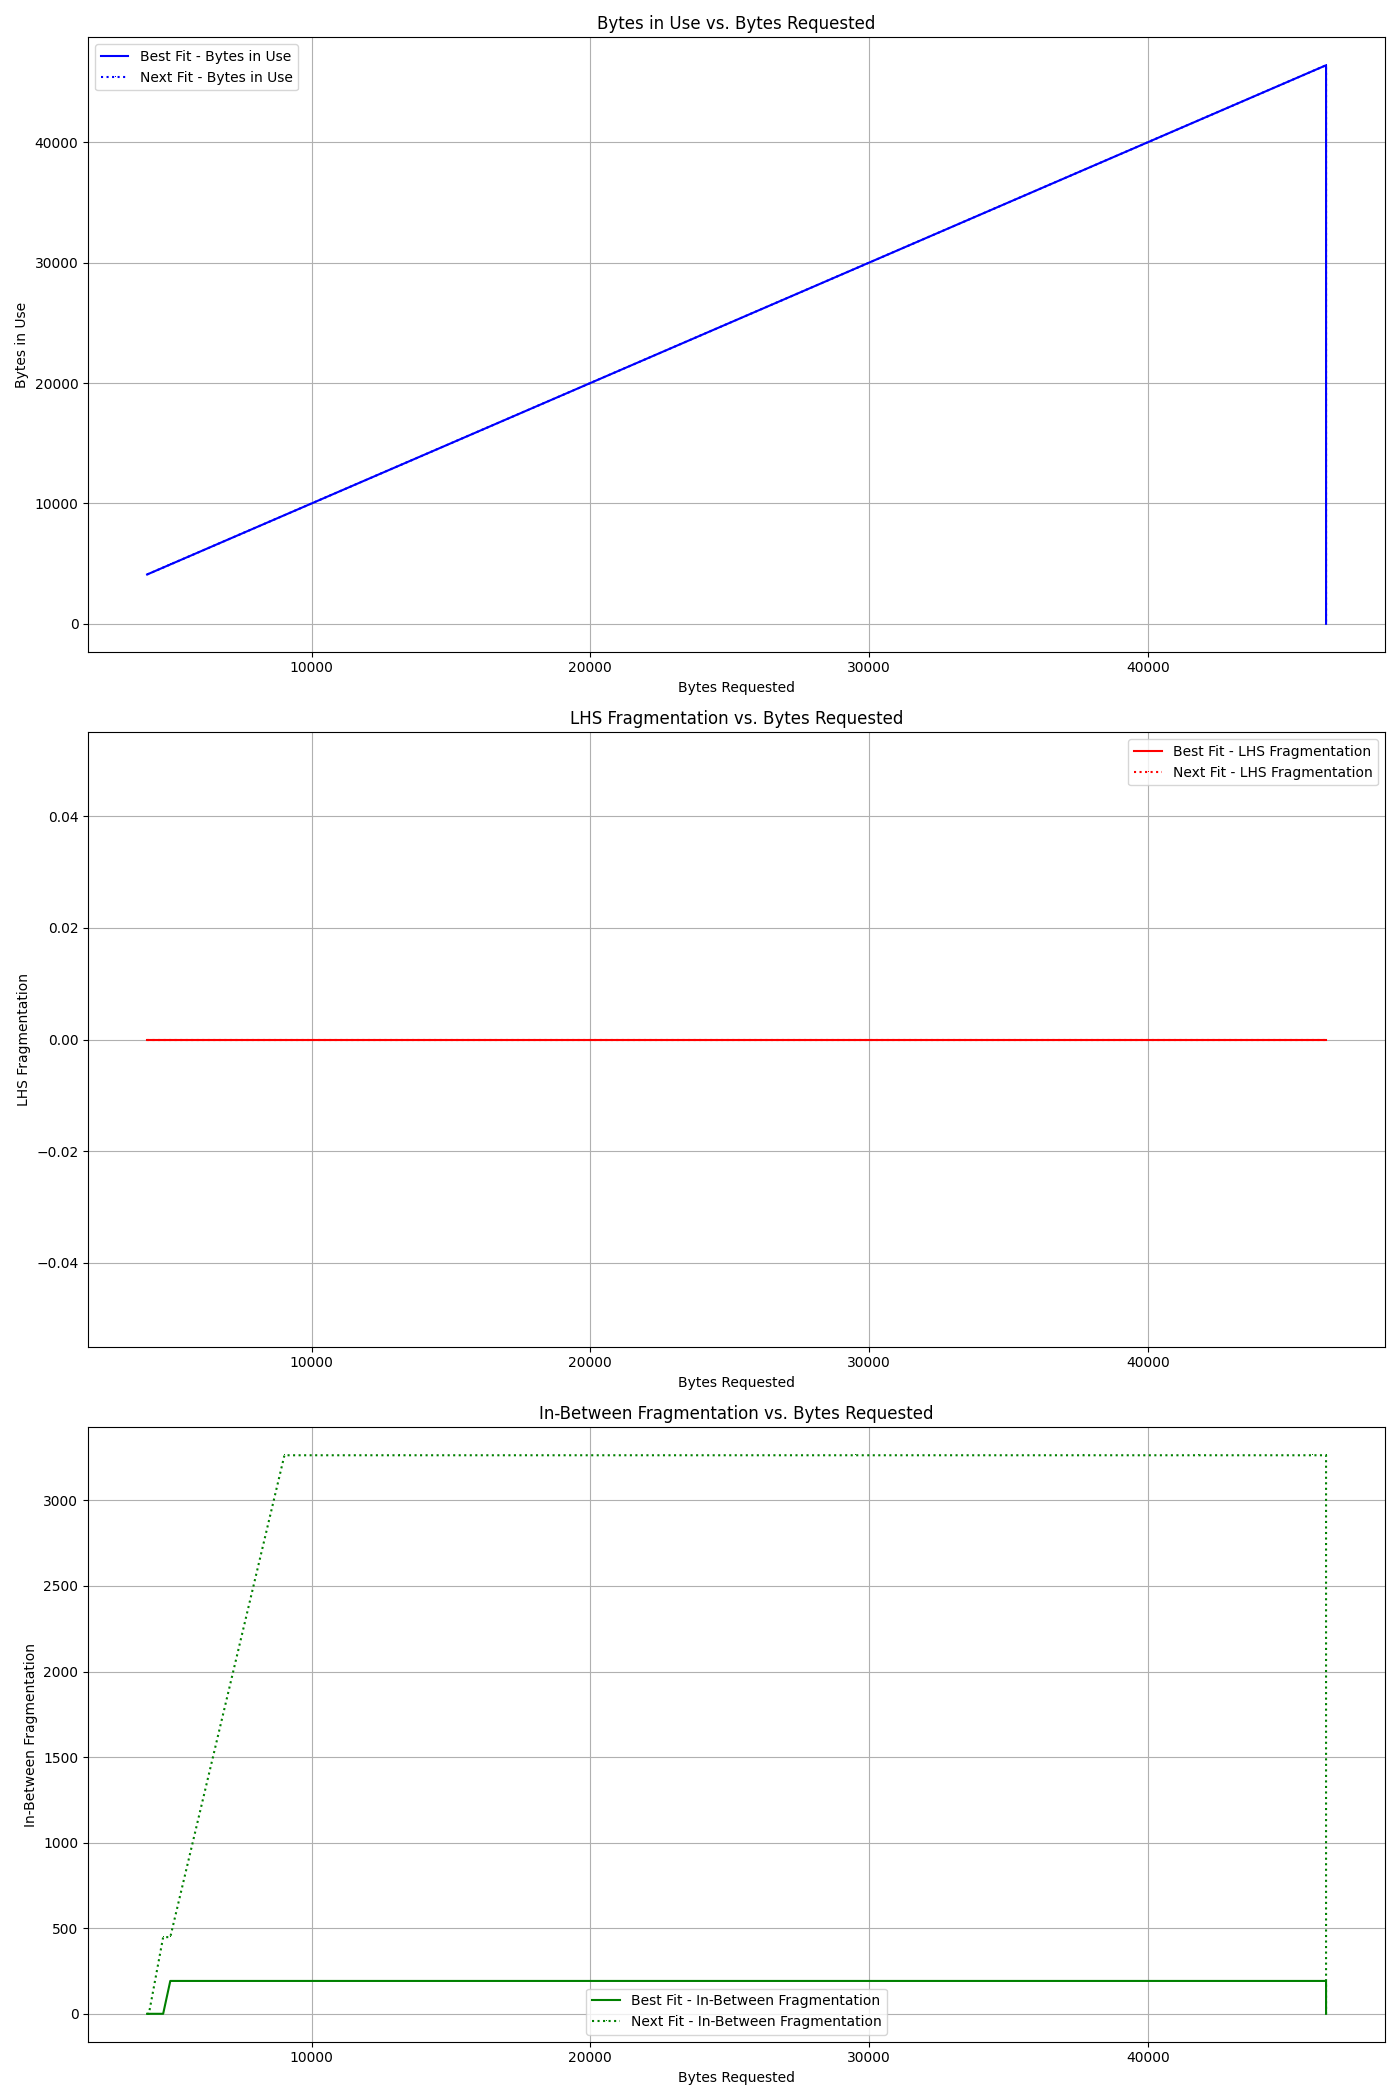 Bytes in Use vs. Bytes Requested
Best Fit - Bytes in Use
Next Fit - Bytes in Use
40000
30000
20000
10000
0
Bytes in Use
10000 20000 30000 40000
Bytes Requested
LHS Fragmentation vs. Bytes Requested
Best Fit - LHS Fragmentation
Next Fit - LHS Fragmentation
0.04
0.02
0.00
−0.02
−0.04
LHS Fragmentation
10000 20000 30000 40000
Bytes Requested
In-Between Fragmentation vs. Bytes Requested
3000
2500
2000
1500
1000
500
0
In-Between Fragmentation
Best Fit - In-Between Fragmentation
Next Fit - In-Between Fragmentation
10000 20000 30000 40000
Bytes Requested